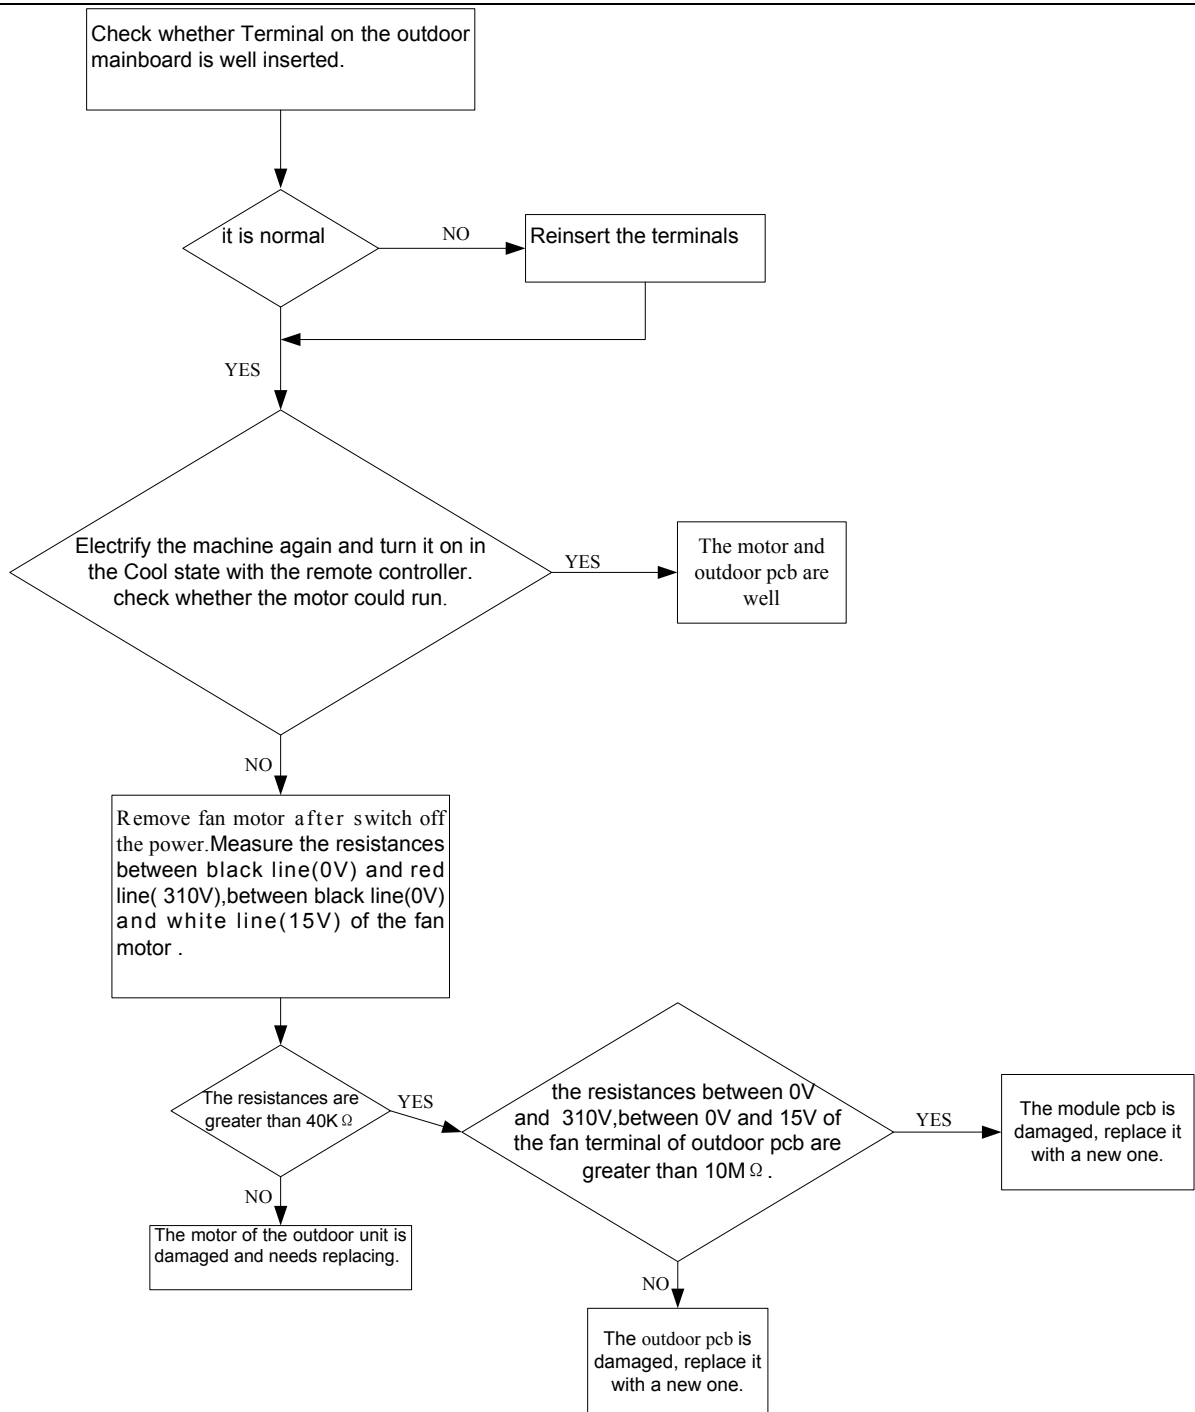 Check whether Terminal on the outdoor
mainboard is well inserted.
it is normal
NO
Reinsert the terminals
YES
Electrify the machine again and turn it on in
the Cool state with the remote controller.
check whether the motor could run.
YES
The motor and
outdoor pcb are
well
NO
Remove fan motor after switch off
the power.Measure the resistances
between black line(0V) and red
line( 310V),between black line(0V)
and white line(15V) of the fan
motor .
The resistances are
greater than 40KΩ
YES
the resistances between 0V
and 310V,between 0V and 15V of
the fan terminal of outdoor pcb are
greater than 10MΩ.
YES
The module pcb is
damaged, replace it
with a new one.
NO
The motor of the outdoor unit is
damaged and needs replacing.
NO
The outdoor pcb is
damaged, replace it
with a new one.